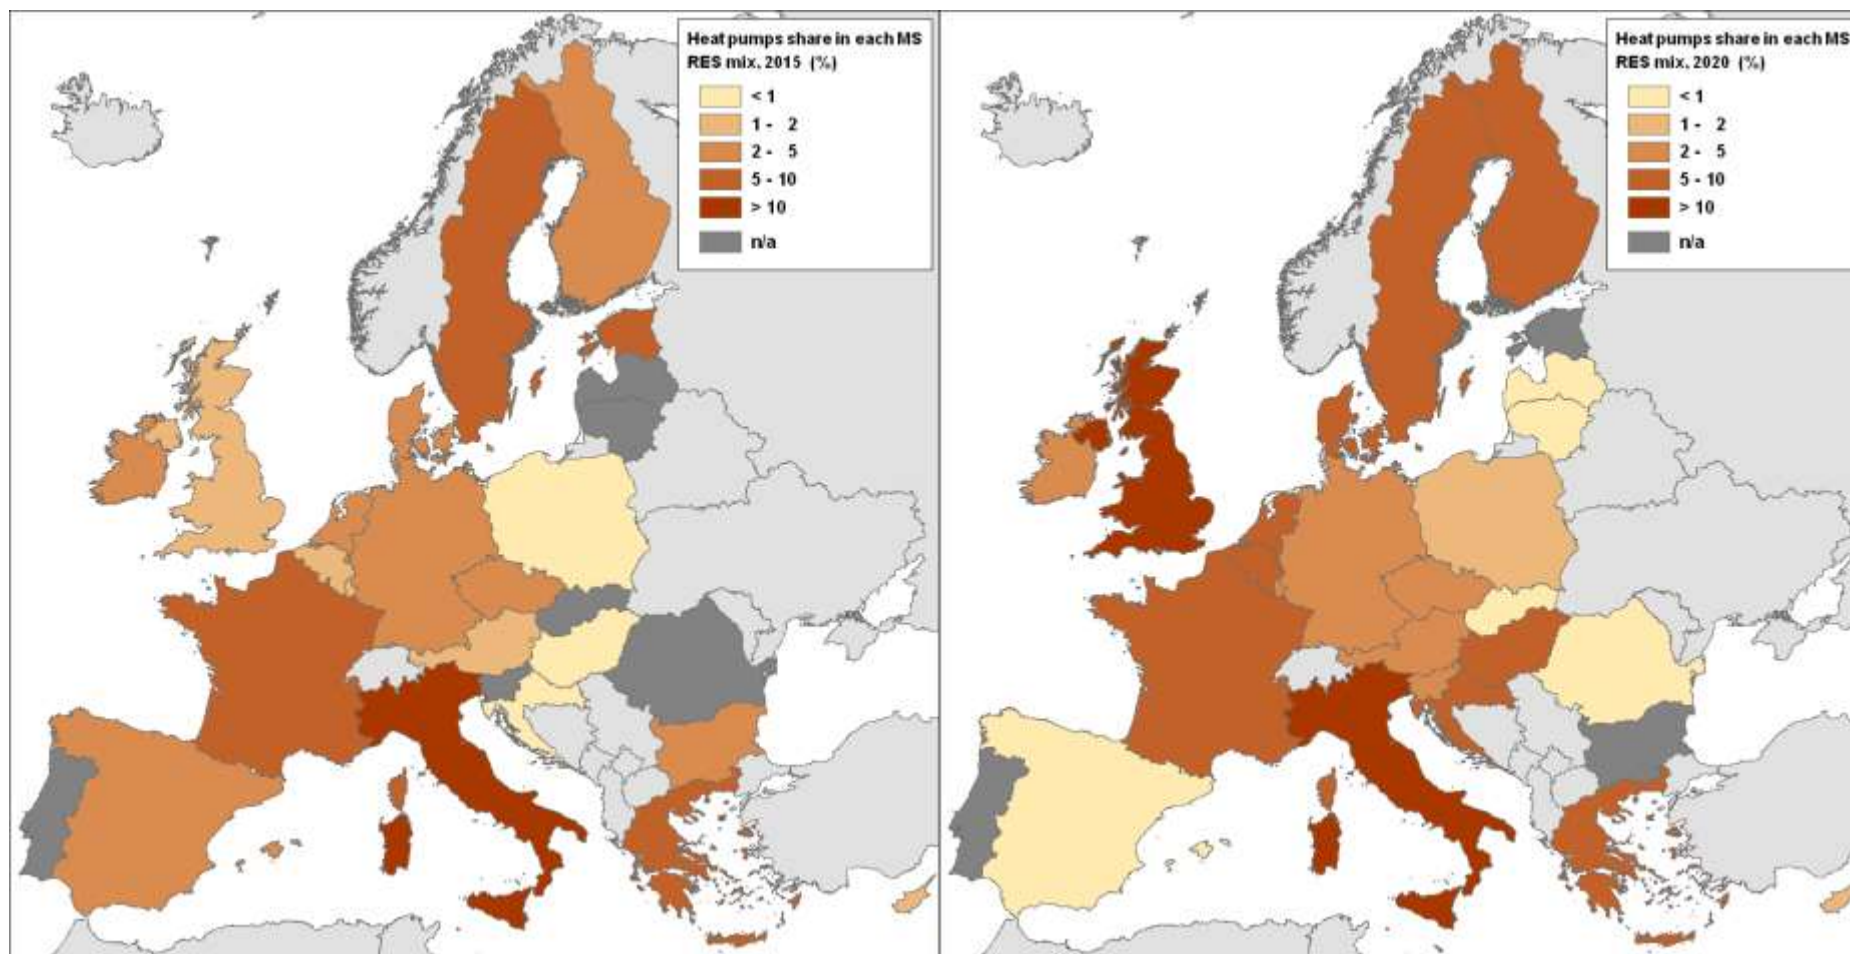 Heat pumps share in each MS
RES mix, 2015 (%)
< 1
1 - 2
2 - 5
5 - 10
> 10
n/a
Heat pumps share in each MS
RES mix, 2020 (%)
< 1
1 - 2
2 - 5
5 - 10
> 10
n/a